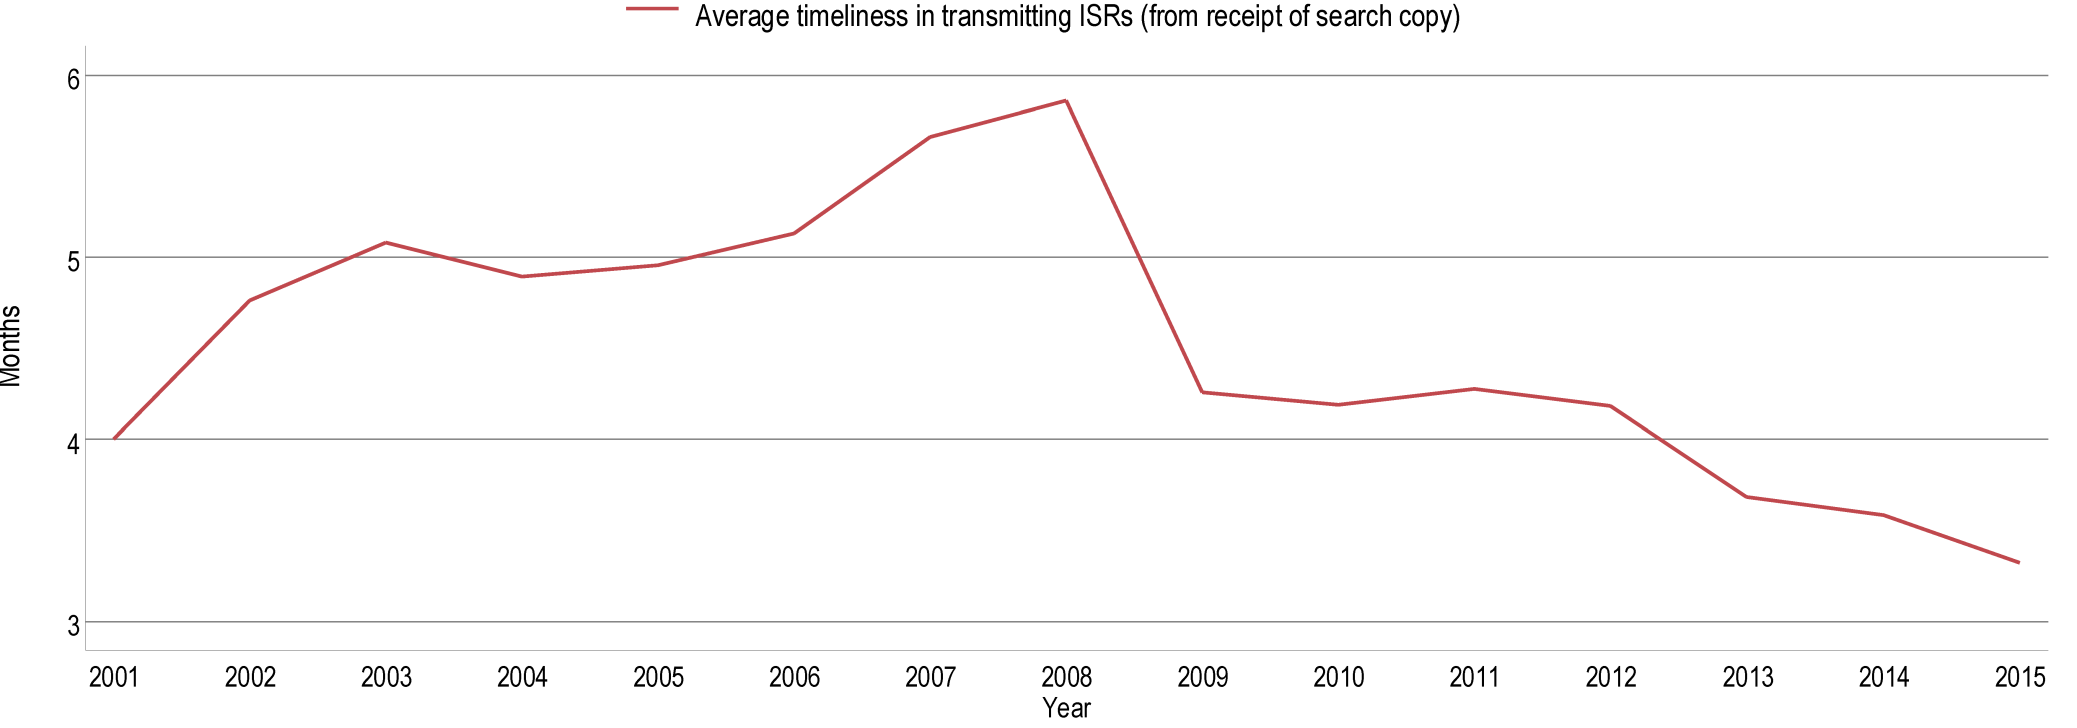 Average timeliness in transmitting ISRs (from receipt of search copy)
6
5
4
3
Months
2001 2002 2003 2004 2005 2006 2007 2008 2009 2010 2011 2012 2013 2014 2015
Year